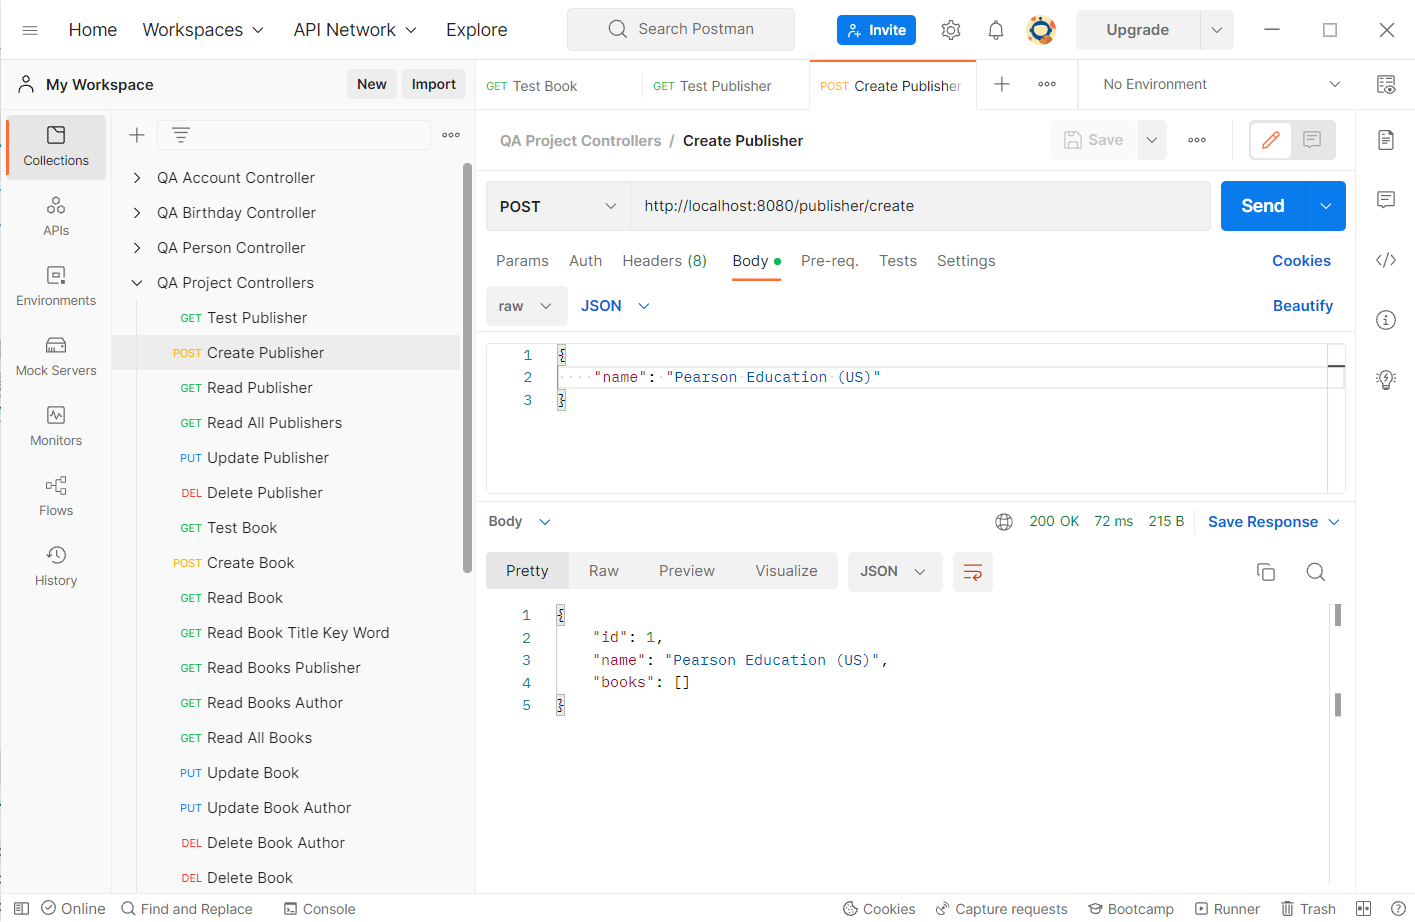 Home
Workspaces
API Network
Explore
Search Postman
Invite
Upgrade
My Workspace
New
Import
GET Test Book
GET Test Publisher
POST Create Publisher
No Environment
Collections
APIs
Environments
Mock Servers
Monitors
Flows
History
QA Account Controller
QA Birthday Controller
QA Person Controller
QA Project Controllers
GET Test Publisher
POST Create Publisher
GET Read Publisher
GET Read All Publishers
PUT Update Publisher
DEL Delete Publisher
GET Test Book
POST Create Book
GET Read Book
GET Read Book Title Key Word
GET Read Books Publisher
GET Read Books Author
GET Read All Books
PUT Update Book
PUT Update Book Author
DEL Delete Book Author
DEL Delete Book
QA Project Controllers / Create Publisher
Save
POST
http://localhost:8080/publisher/create
Send
Params
Auth
Headers (8)
Body
Pre-req.
Tests
Settings
Cookies
raw
JSON
Beautify
1 {
2 "name": "Pearson Education (US)"
3 }
Body
200 OK
72 ms
215 B
Save Response
Pretty
Raw
Preview
Visualize
JSON
1 {
2 "id": 1,
3 "name": "Pearson Education (US)",
4 "books": []
5 }
Online
Find and Replace
Console
Cookies
Capture requests
Bootcamp
Runner
Trash